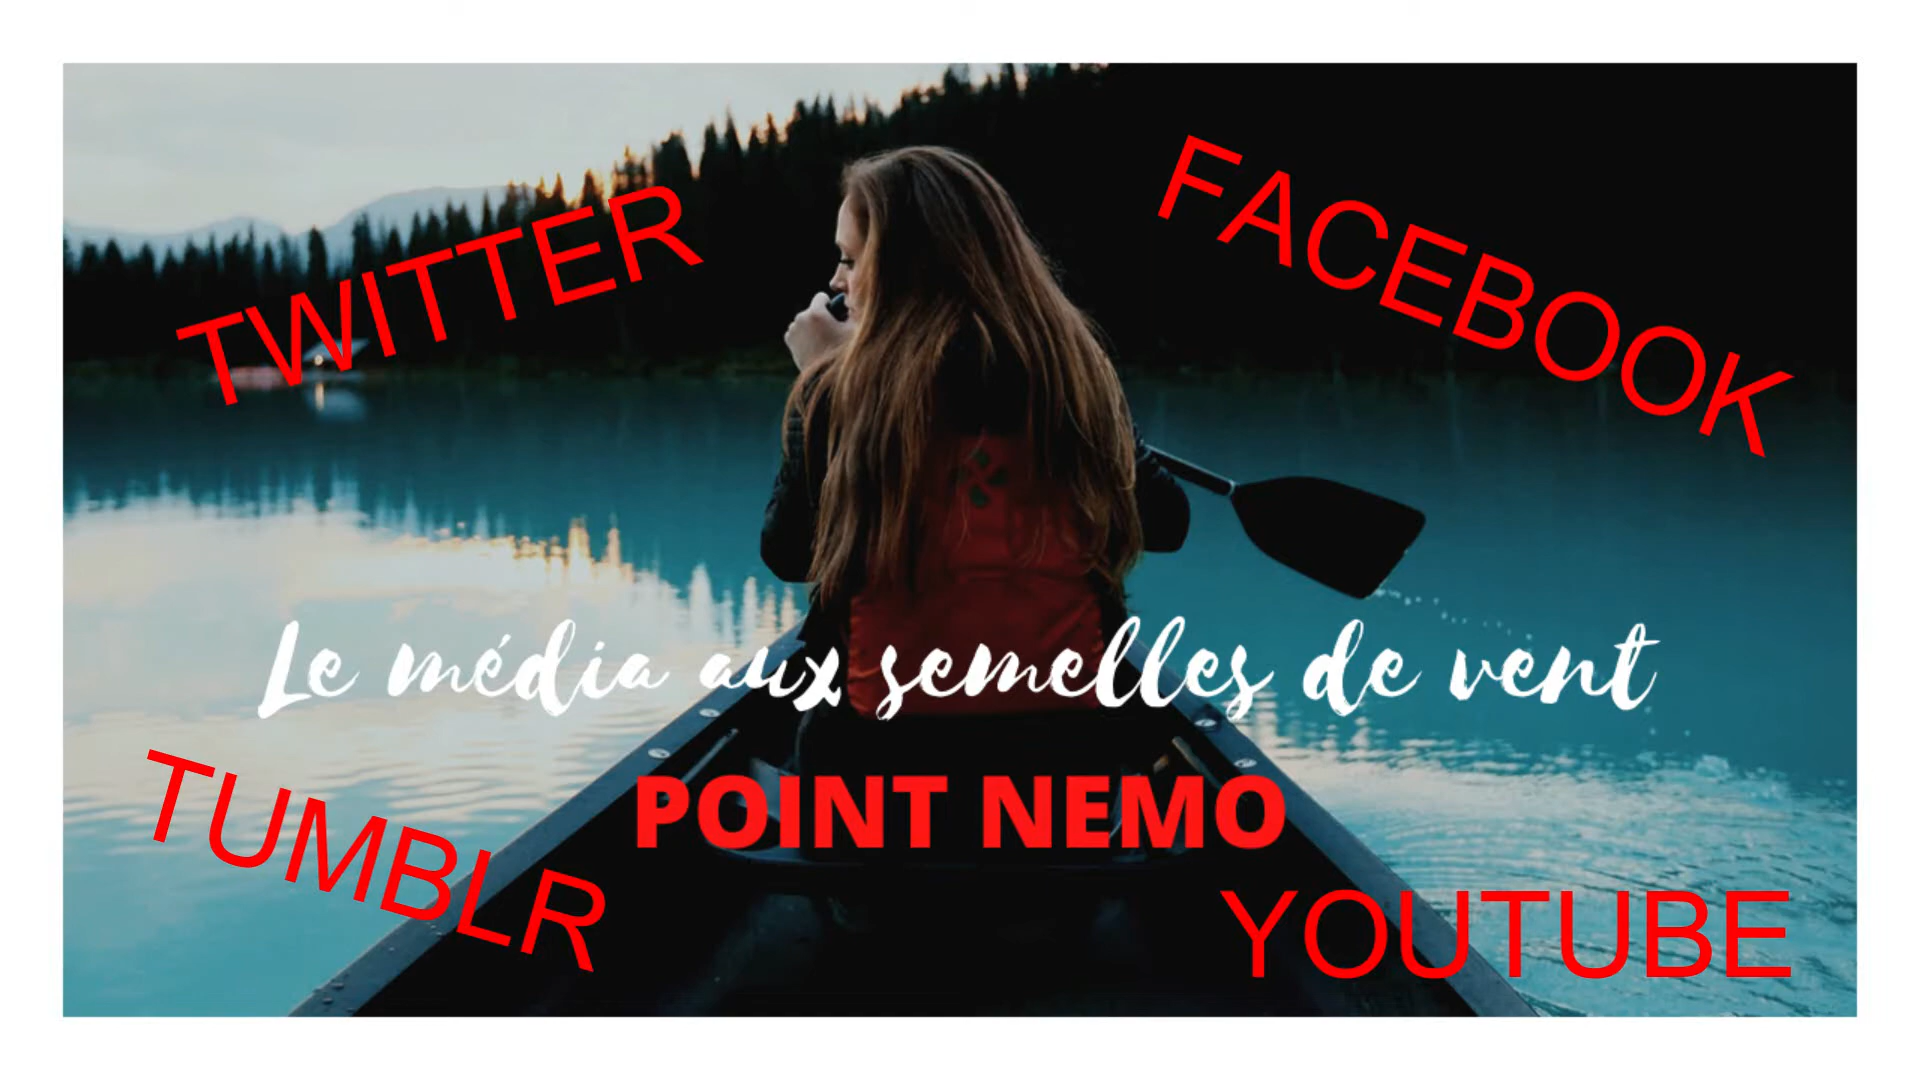 TWITTER
FACEBOOK
Le média aux semelles de vent
POINT NEMO
TUMBLR
YOUTUBE